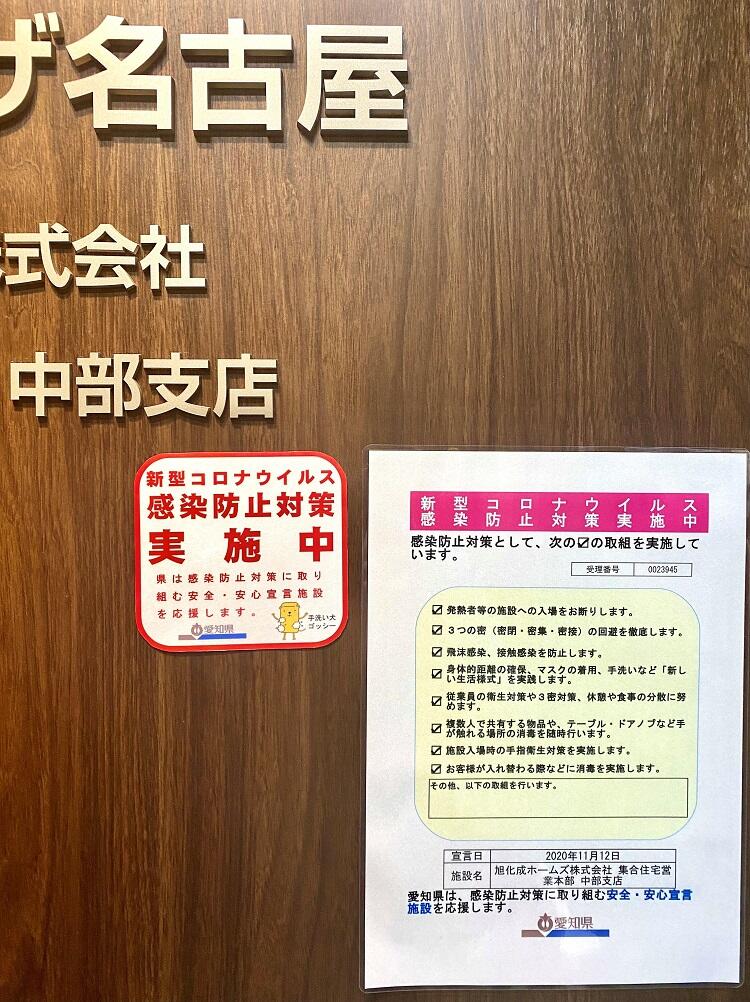 ザ名古屋
株式会社
中部支店
新型コロナウイルス
感染防止対策
実施中
県は感染防止対策に取り
組む安全・安心宣言施設
を応援します。
愛知県
手洗い犬
ゴッシー
新型コロナウイルス
感染防止対策実施中
感染防止対策として、次の☑の取組を実施して
います。
受理番号 0023945
☑ 発熱者等の施設への入場をお断りします。
☑ 3つの密（密閉・密集・密接）の回避を徹底します。
☑ 飛沫感染、接触感染を防止します。
☑ 身体的距離の確保、マスクの着用、手洗いなど「新し
い生活様式」を実践します。
☑ 従業員の衛生対策や3密対策、休憩や食事の分散に努
めます。
☑ 複数人で共有する物品や、テーブル・ドアノブなど手
が触れる場所の消毒を随時行います。
☑ 施設入場時の手指衛生対策を実施します。
☑ お客様が入れ替わる際などに消毒を実施します。
その他、以下の取組を行います。
宣言日 2020年11月12日
施設名 旭化成ホームズ株式会社 集合住宅営
業本部 中部支店
愛知県は、感染防止対策に取り組む安全・安心宣言
施設を応援します。
愛知県